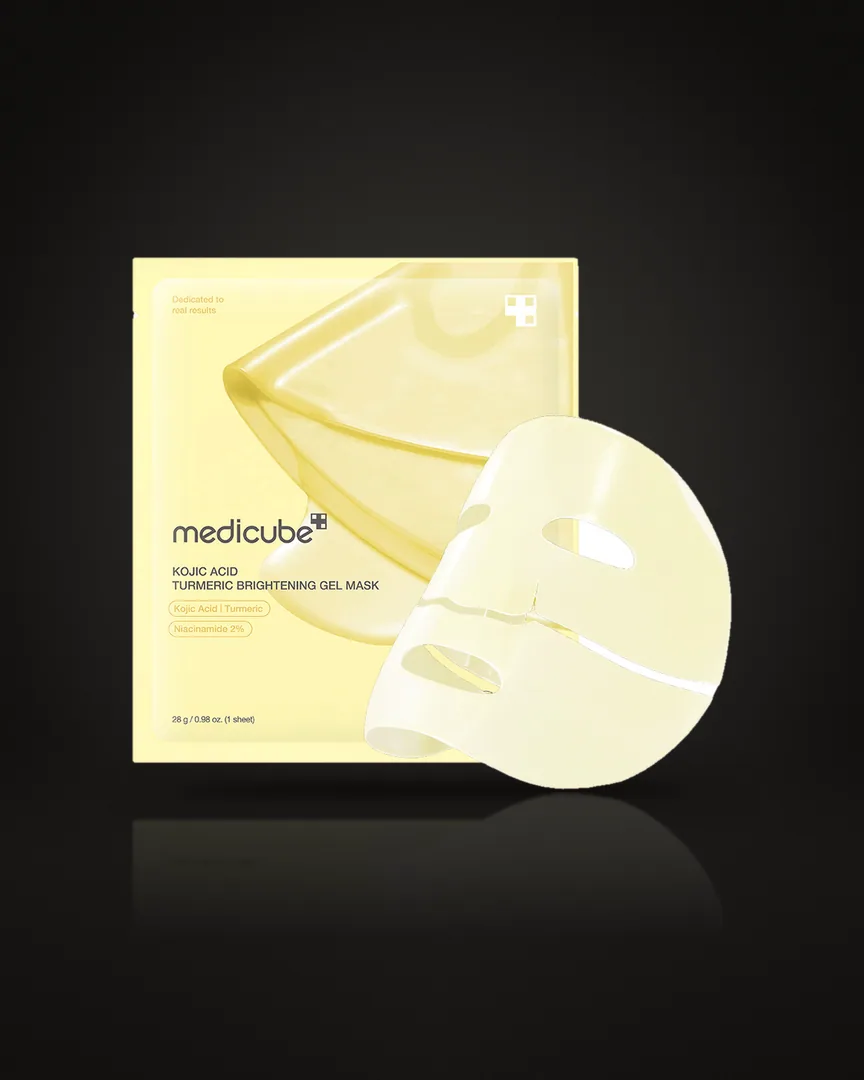 Dedicated to
real results
medicube
KOJIC ACID
TURMERIC BRIGHTENING GEL MASK
Kojic Acid | Turmeric
Niacinamide 2%
28 g / 0.98 oz. (1 sheet)